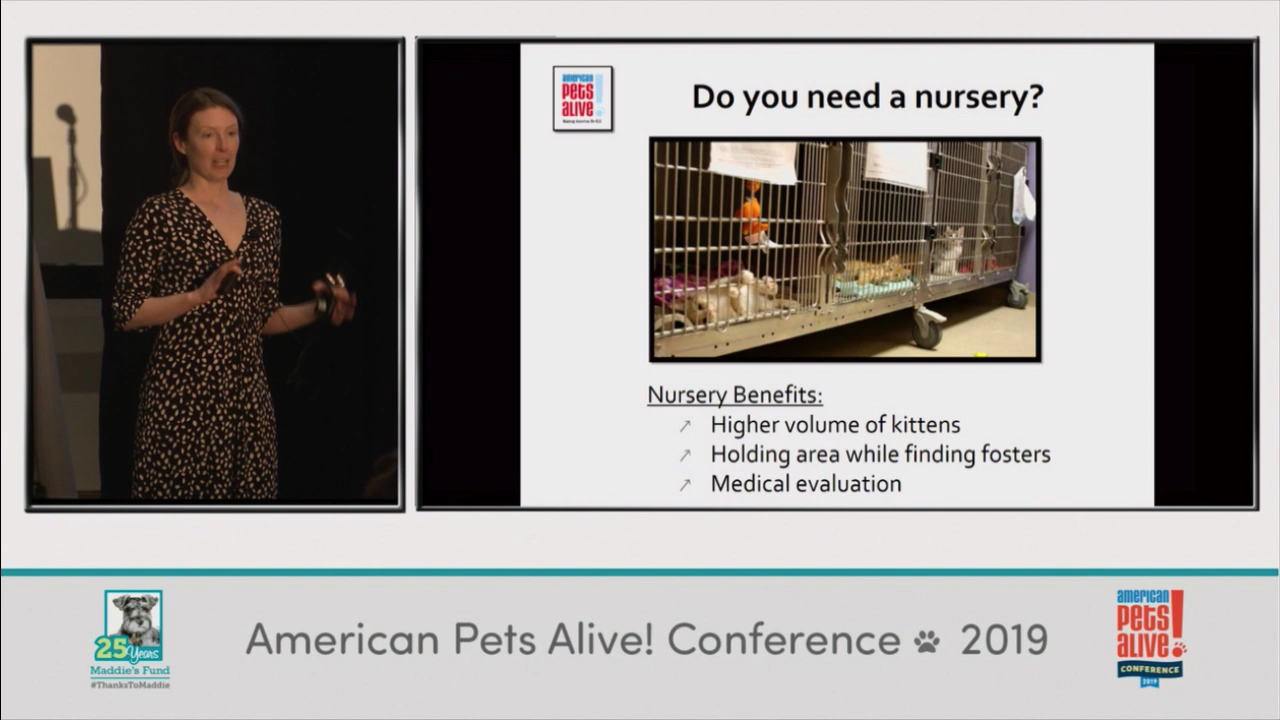 american
PETS
ALIVE!
Do you need a nursery?
Nursery Benefits:
↗ Higher volume of kittens
↗ Holding area while finding fosters
↗ Medical evaluation
25 Years
Maddie's Fund
#ThanksToMaddie
American Pets Alive! Conference 2019
american
PETS
ALIVE!
CONFERENCE
2019